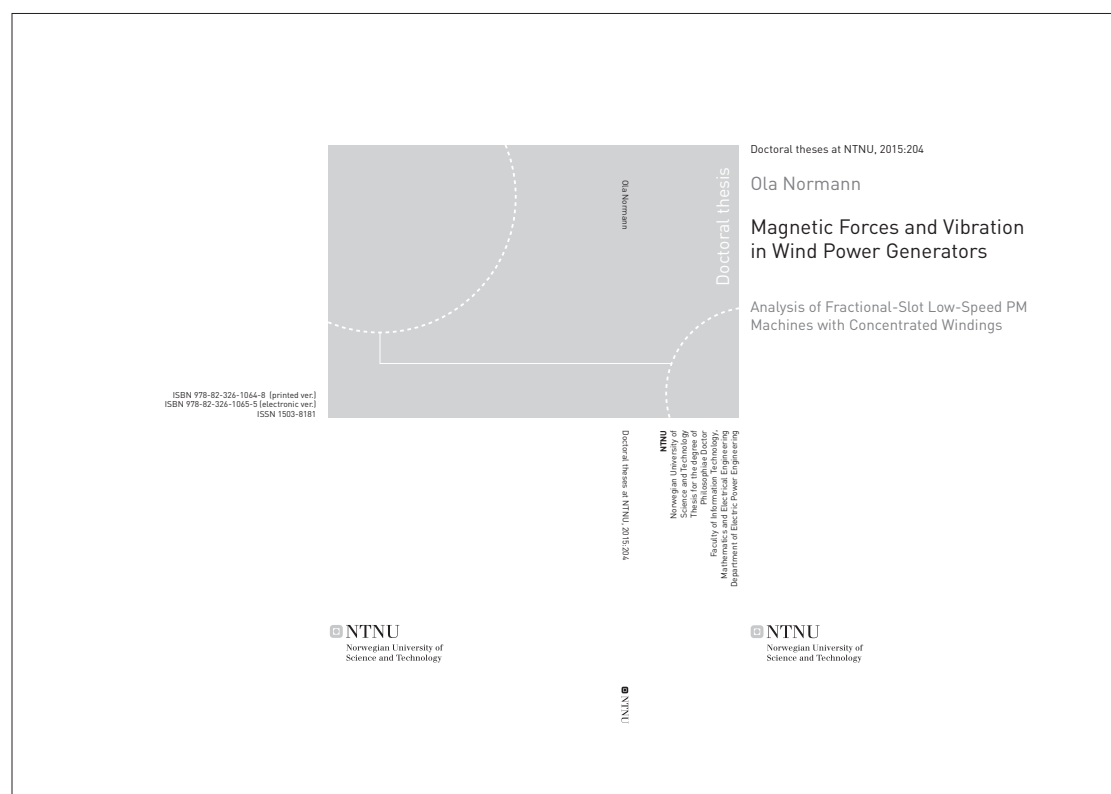 ISBN 978-82-326-1064-8 (printed ver.)
ISBN 978-82-326-1065-5 (electronic ver.)
ISSN 1503-8181
NTNU
Norwegian University of
Science and Technology
Ola Normann
Doctoral theses at NTNU, 2015:204
NTNU
Doctoral thesis
NTNU
Norwegian University of
Science and Technology
Thesis for the degree of
Philosophiae Doctor
Faculty of Information Technology,
Mathematics and Electrical Engineering
Department of Electric Power Engineering
Doctoral theses at NTNU, 2015:204
Ola Normann
Magnetic Forces and Vibration
in Wind Power Generators
Analysis of Fractional-Slot Low-Speed PM
Machines with Concentrated Windings
NTNU
Norwegian University of
Science and Technology